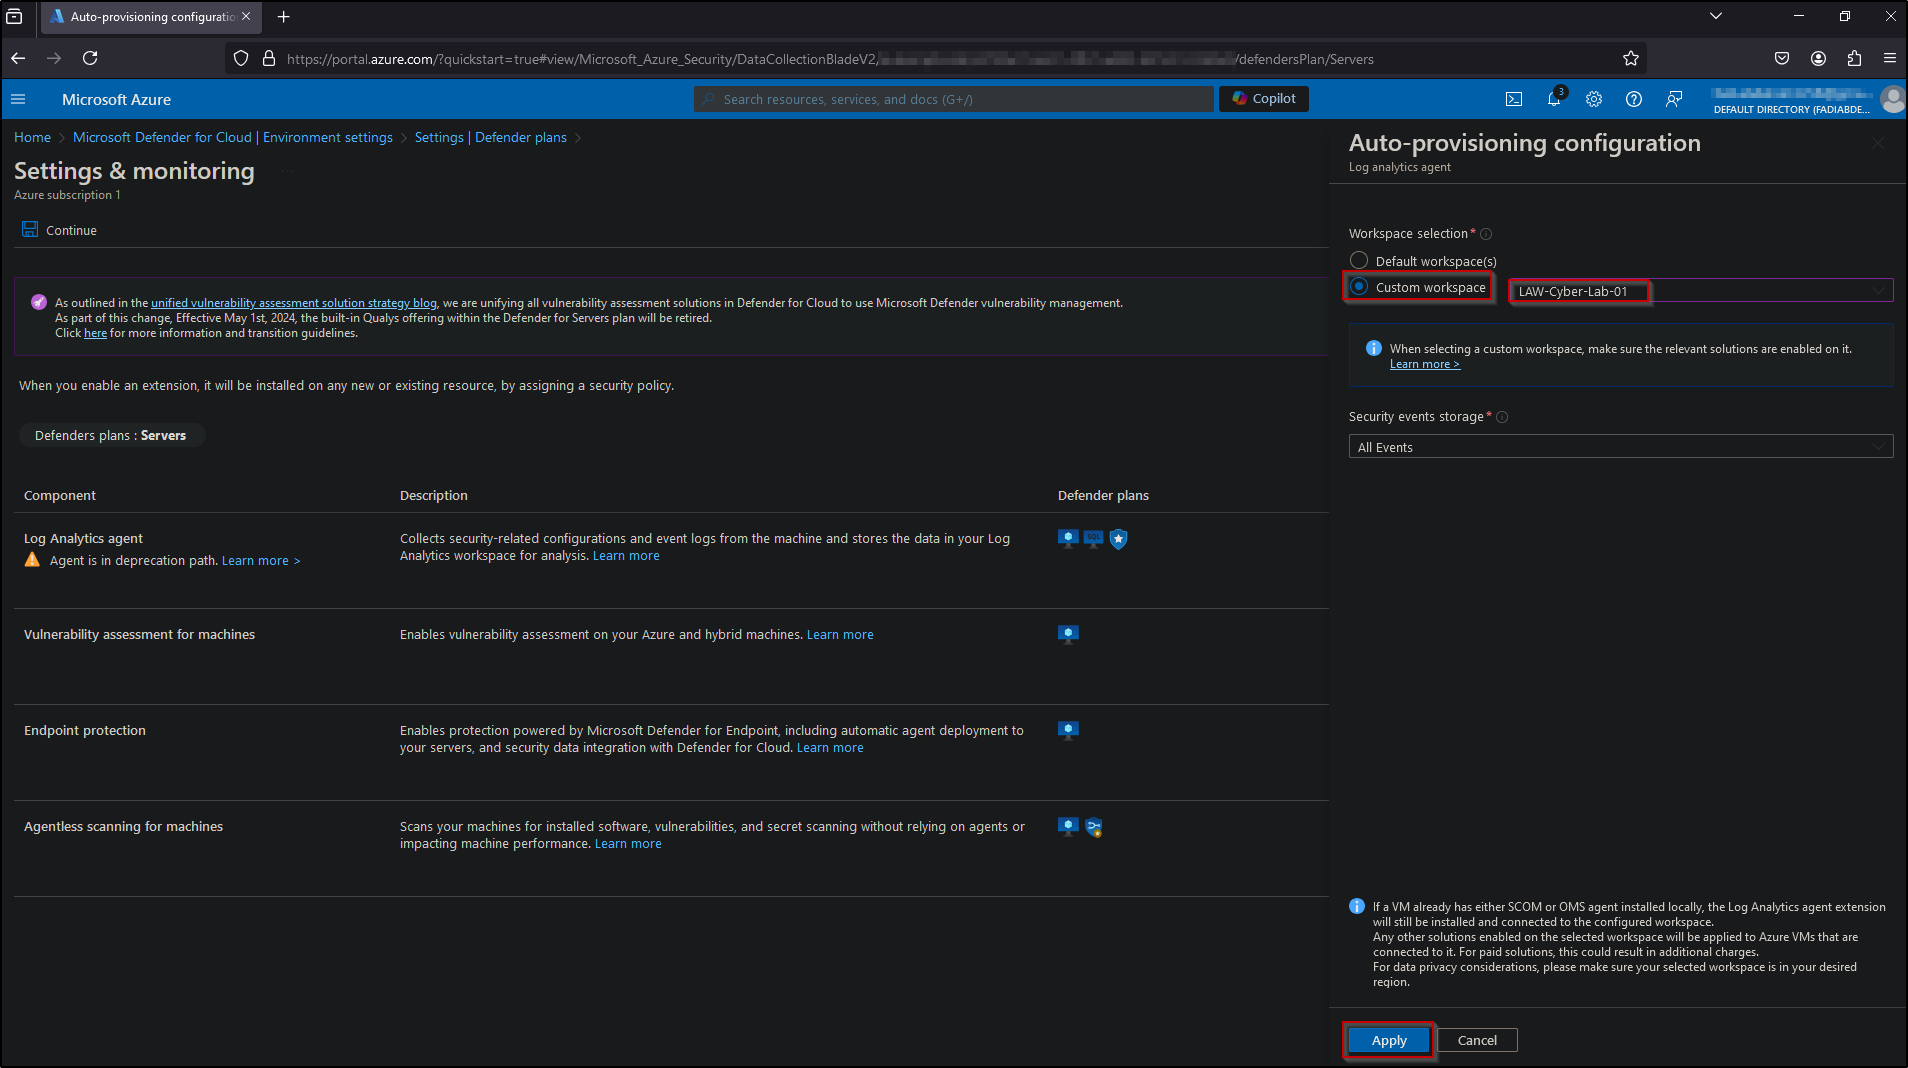 Auto-provisioning configuratio
https://portal.azure.com/?quickstart=true#view/Microsoft_Azure_Security/DataCollectionBladeV2, /defendersPlan/Servers
Microsoft Azure
Search resources, services, and docs (G+/)
Copilot
3
DEFAULT DIRECTORY (FADIABDE...
Home > Microsoft Defender for Cloud | Environment settings > Settings | Defender plans >
Settings & monitoring ...
Azure subscription 1
Continue
As outlined in the unified vulnerability assessment solution strategy blog, we are unifying all vulnerability assessment solutions in Defender for Cloud to use Microsoft Defender vulnerability management.
As part of this change, Effective May 1st, 2024, the built-in Qualys offering within the Defender for Servers plan will be retired.
Click here for more information and transition guidelines.
When you enable an extension, it will be installed on any new or existing resource, by assigning a security policy.
Defenders plans : Servers
Component
Description
Defender plans
Log Analytics agent
Agent is in deprecation path. Learn more >
Collects security-related configurations and event logs from the machine and stores the data in your Log
Analytics workspace for analysis. Learn more
SQL
Vulnerability assessment for machines
Enables vulnerability assessment on your Azure and hybrid machines. Learn more
Endpoint protection
Enables protection powered by Microsoft Defender for Endpoint, including automatic agent deployment to
your servers, and security data integration with Defender for Cloud. Learn more
Agentless scanning for machines
Scans your machines for installed software, vulnerabilities, and secret scanning without relying on agents or
impacting machine performance. Learn more
Auto-provisioning configuration
Log analytics agent
Workspace selection *
Default workspace(s)
Custom workspace
LAW-Cyber-Lab-01
When selecting a custom workspace, make sure the relevant solutions are enabled on it.
Learn more >
Security events storage *
All Events
If a VM already has either SCOM or OMS agent installed locally, the Log Analytics agent extension
will still be installed and connected to the configured workspace.
Any other solutions enabled on the selected workspace will be applied to Azure VMs that are
connected to it. For paid solutions, this could result in additional charges.
For data privacy considerations, please make sure your selected workspace is in your desired
region.
Apply
Cancel